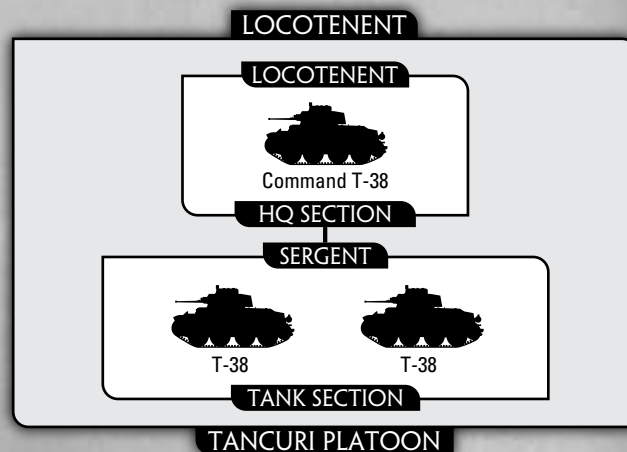 LOCOTENENT
LOCOTENENT
Command T-38
HQ SECTION
SERGENT
T-38 T-38
TANK SECTION
TANCURI PLATOON